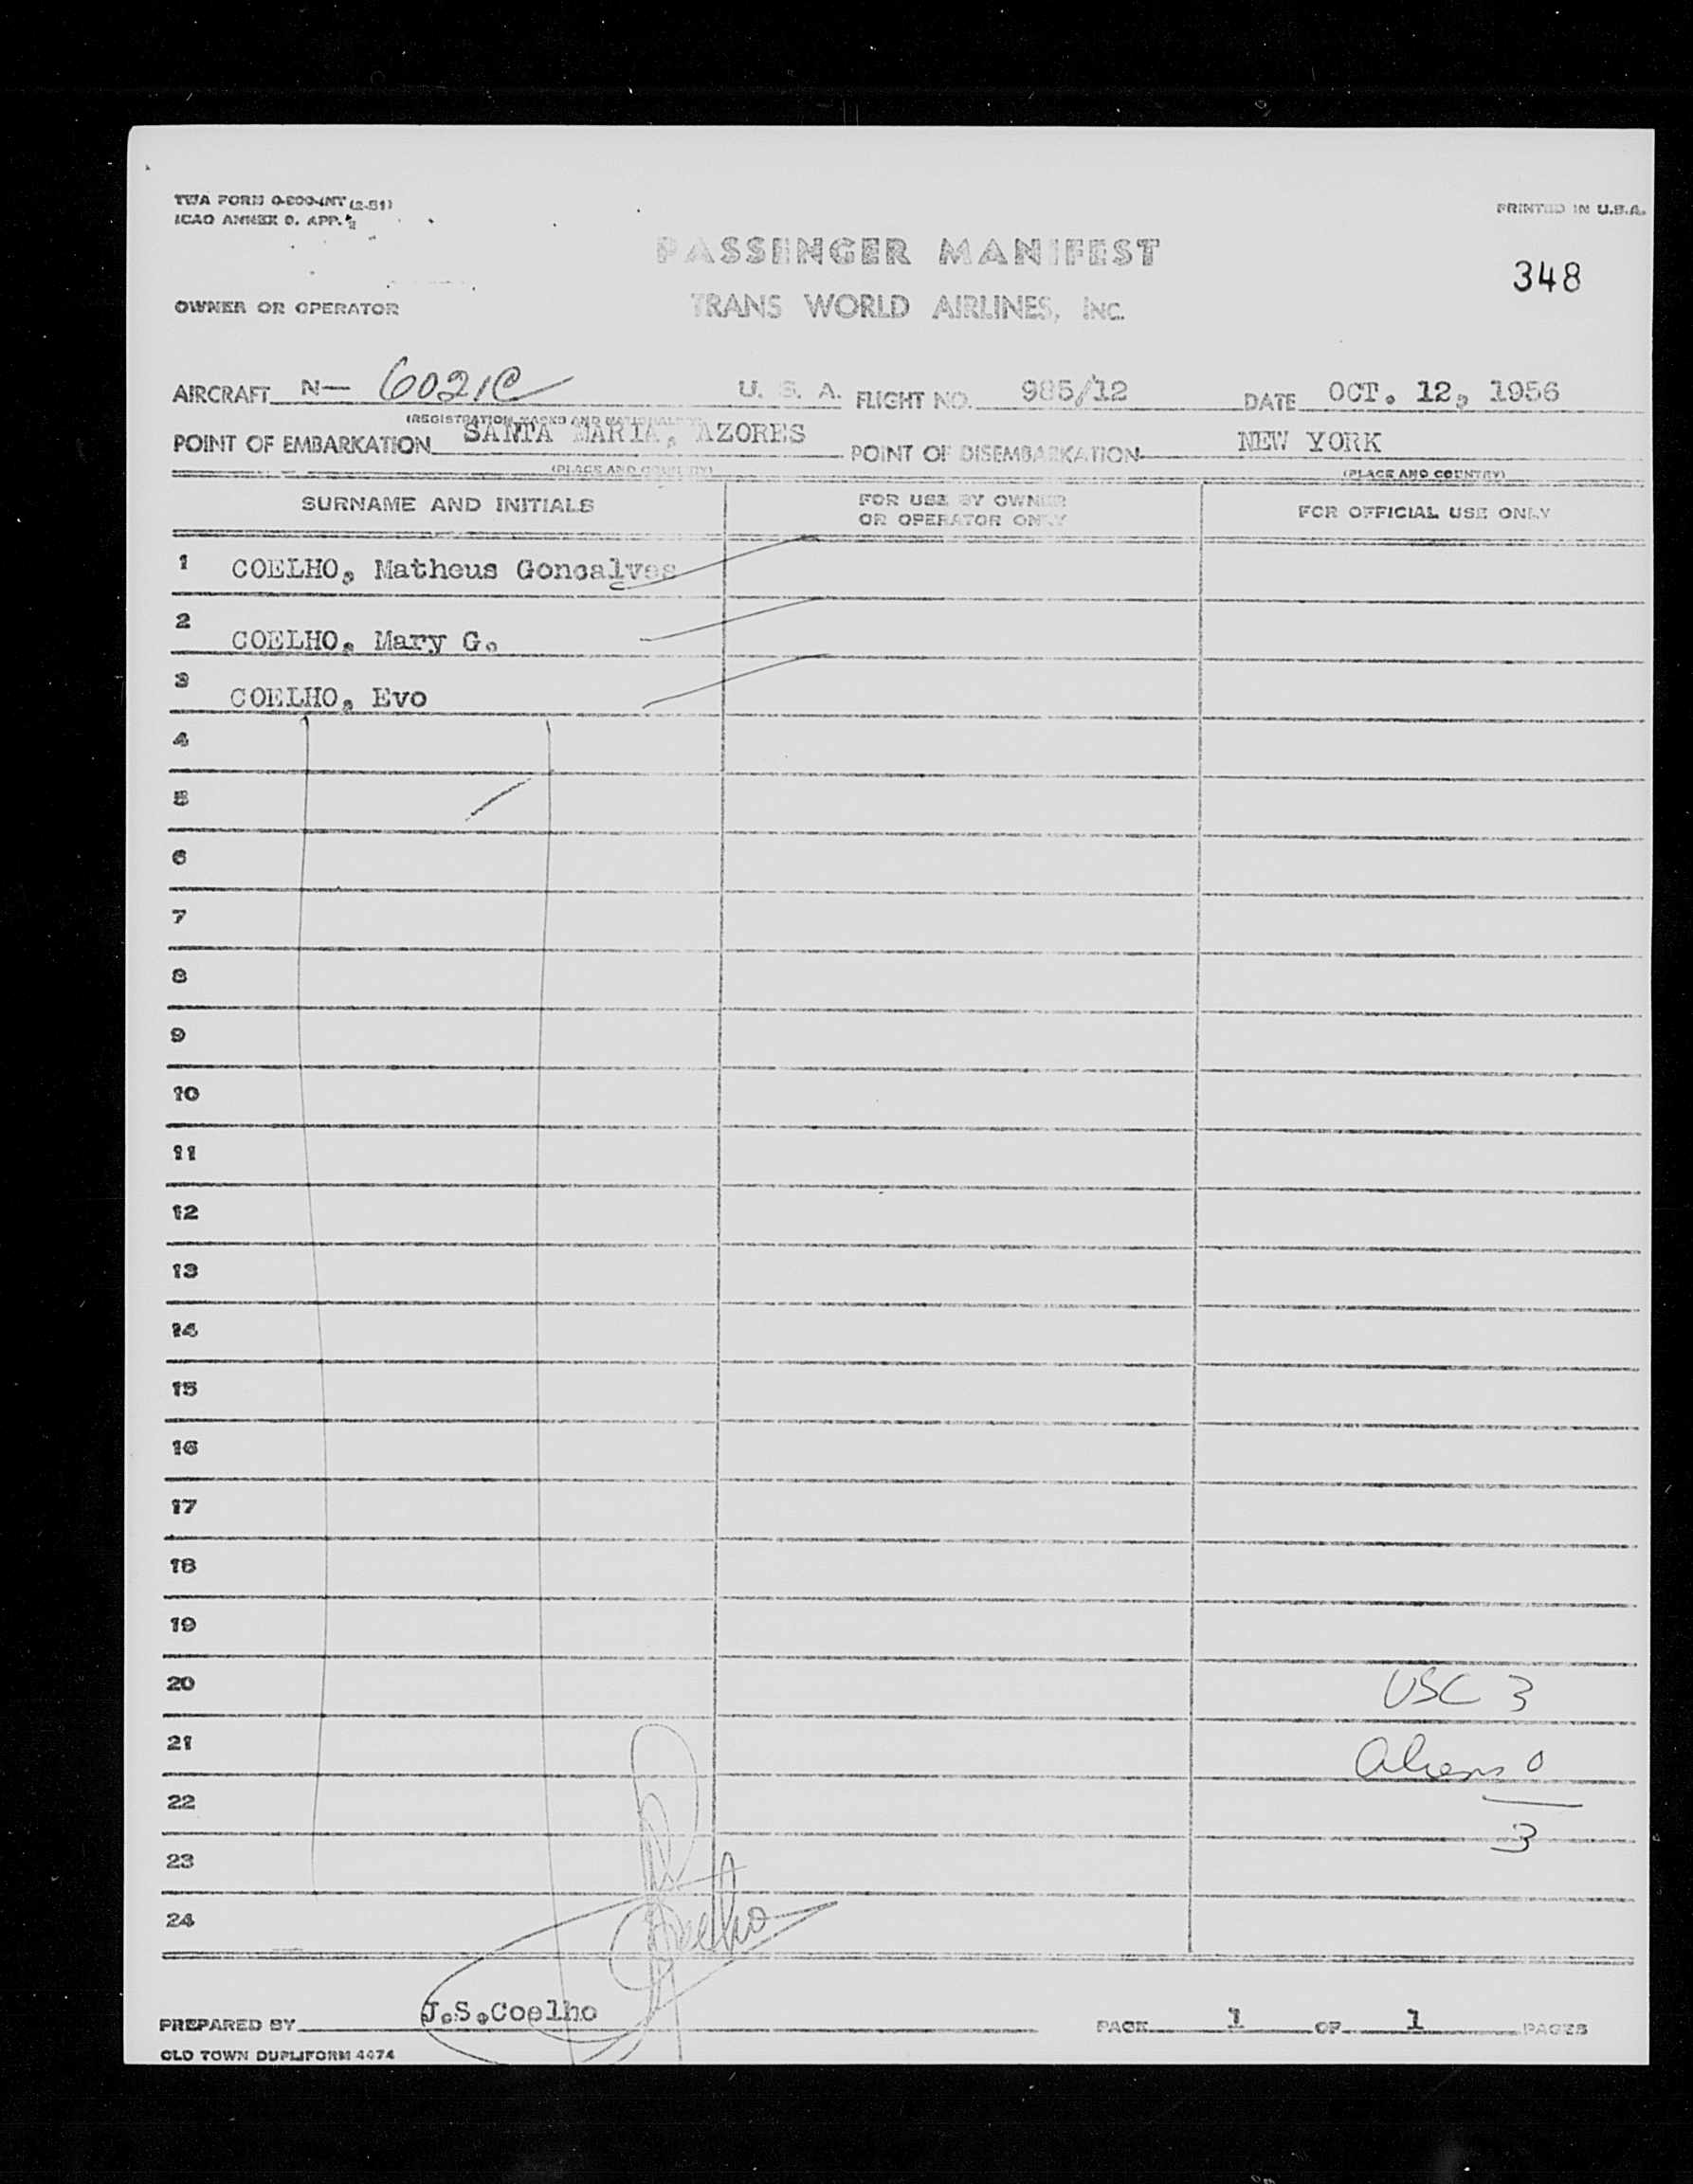 TWA FORM O-800-INT (2-51)
ICAO ANNEX 9. APP. 2
PRINTED IN U.S.A.
PASSENGER MANIFEST
348
OWNER OR OPERATOR TRANS WORLD AIRLINES, INC.
AIRCRAFT N— 6021C U. S. A. FLIGHT NO. 985/12 DATE OCT. 12, 1956
(REGISTRATION MARKS AND NATIONALITY)
POINT OF EMBARKATION SANTA MARIA, AZORES POINT OF DISEMBARKATION NEW YORK
(PLACE AND COUNTRY) (PLACE AND COUNTRY)
SURNAME AND INITIALS FOR USE BY OWNER OR OPERATOR ONLY FOR OFFICIAL USE ONLY
1 COELHO, Matheus Goncalves
2 COELHO, Mary G.
3 COELHO, Evo
4
5
6
7
8
9
10
11
12
13
14
15
16
17
18
19
20 USC 3
21 Aliens 0
22
3
23
24
Coelho
PREPARED BY J.S.Coelho PAGE 1 OF 1 PAGES
OLD TOWN DUPLIFORM 4474